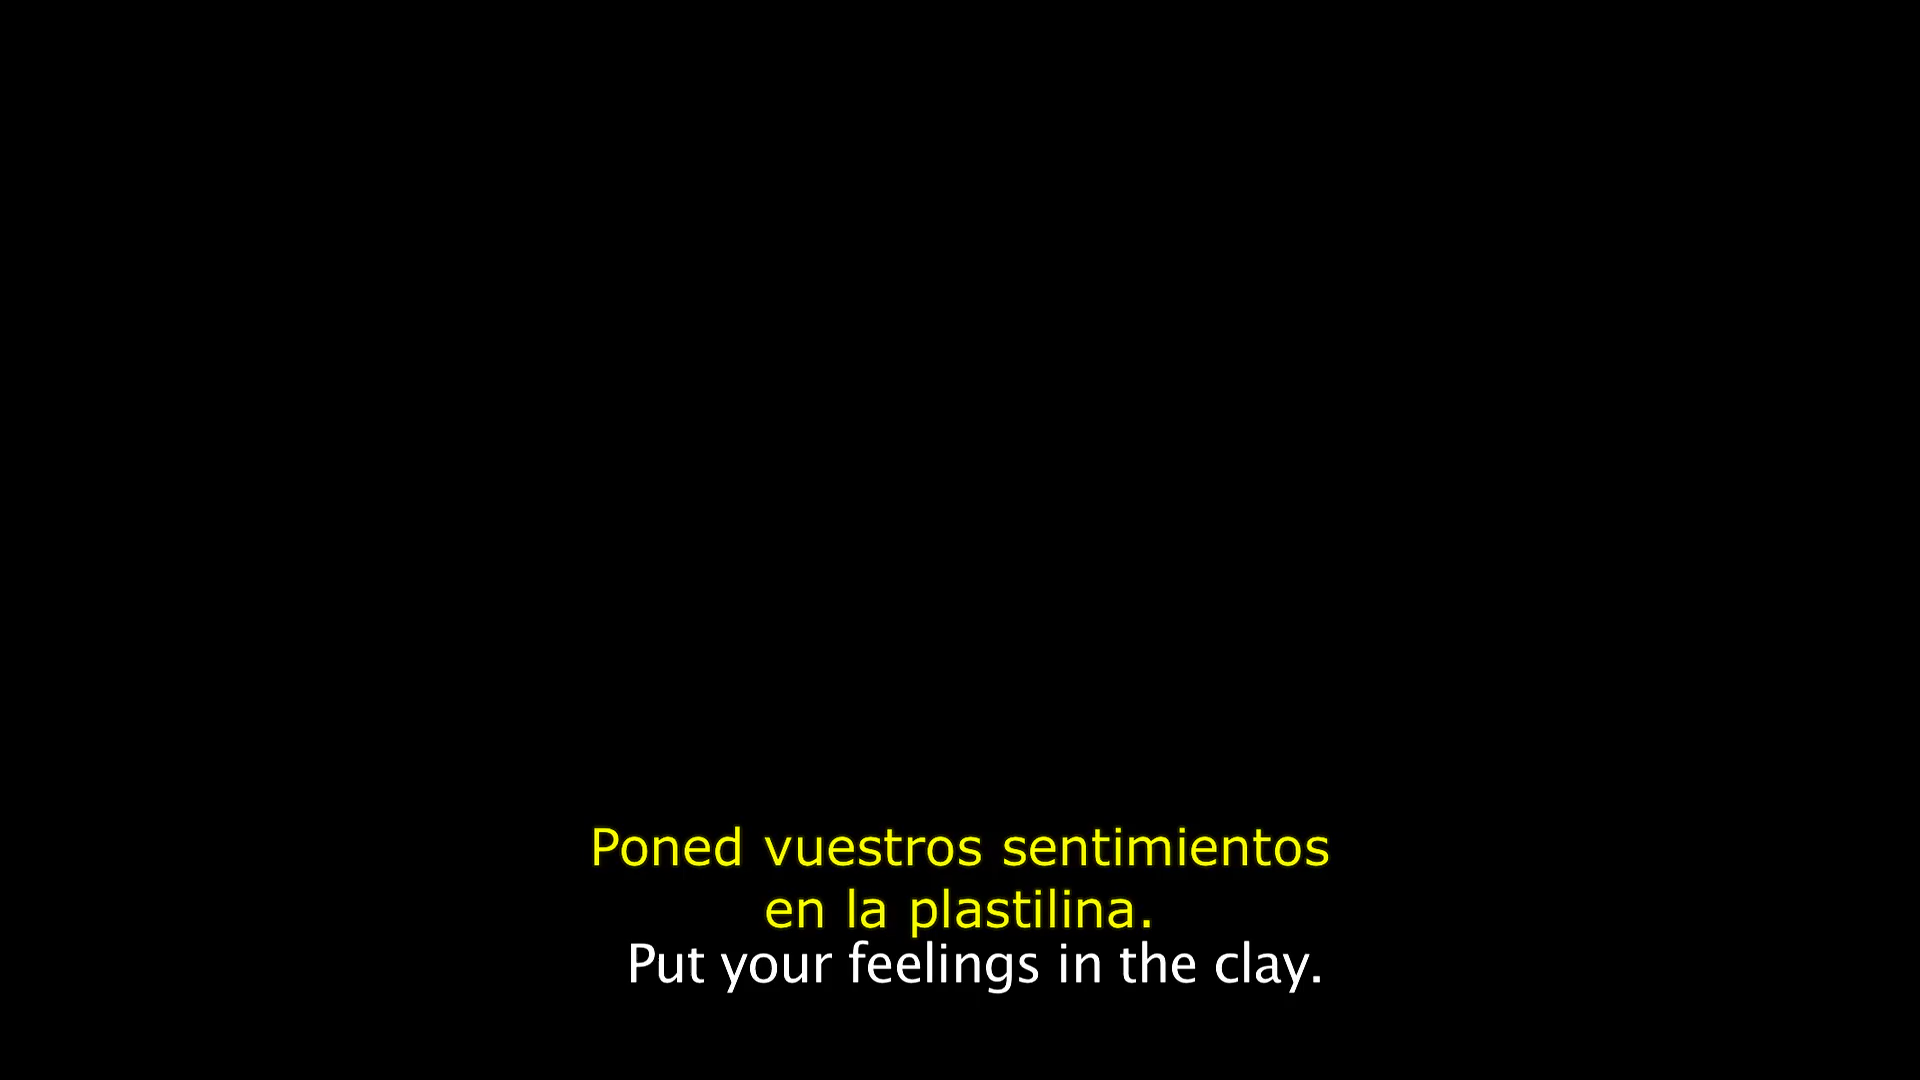 Poned vuestros sentimientos
en la plastilina.
Put your feelings in the clay.